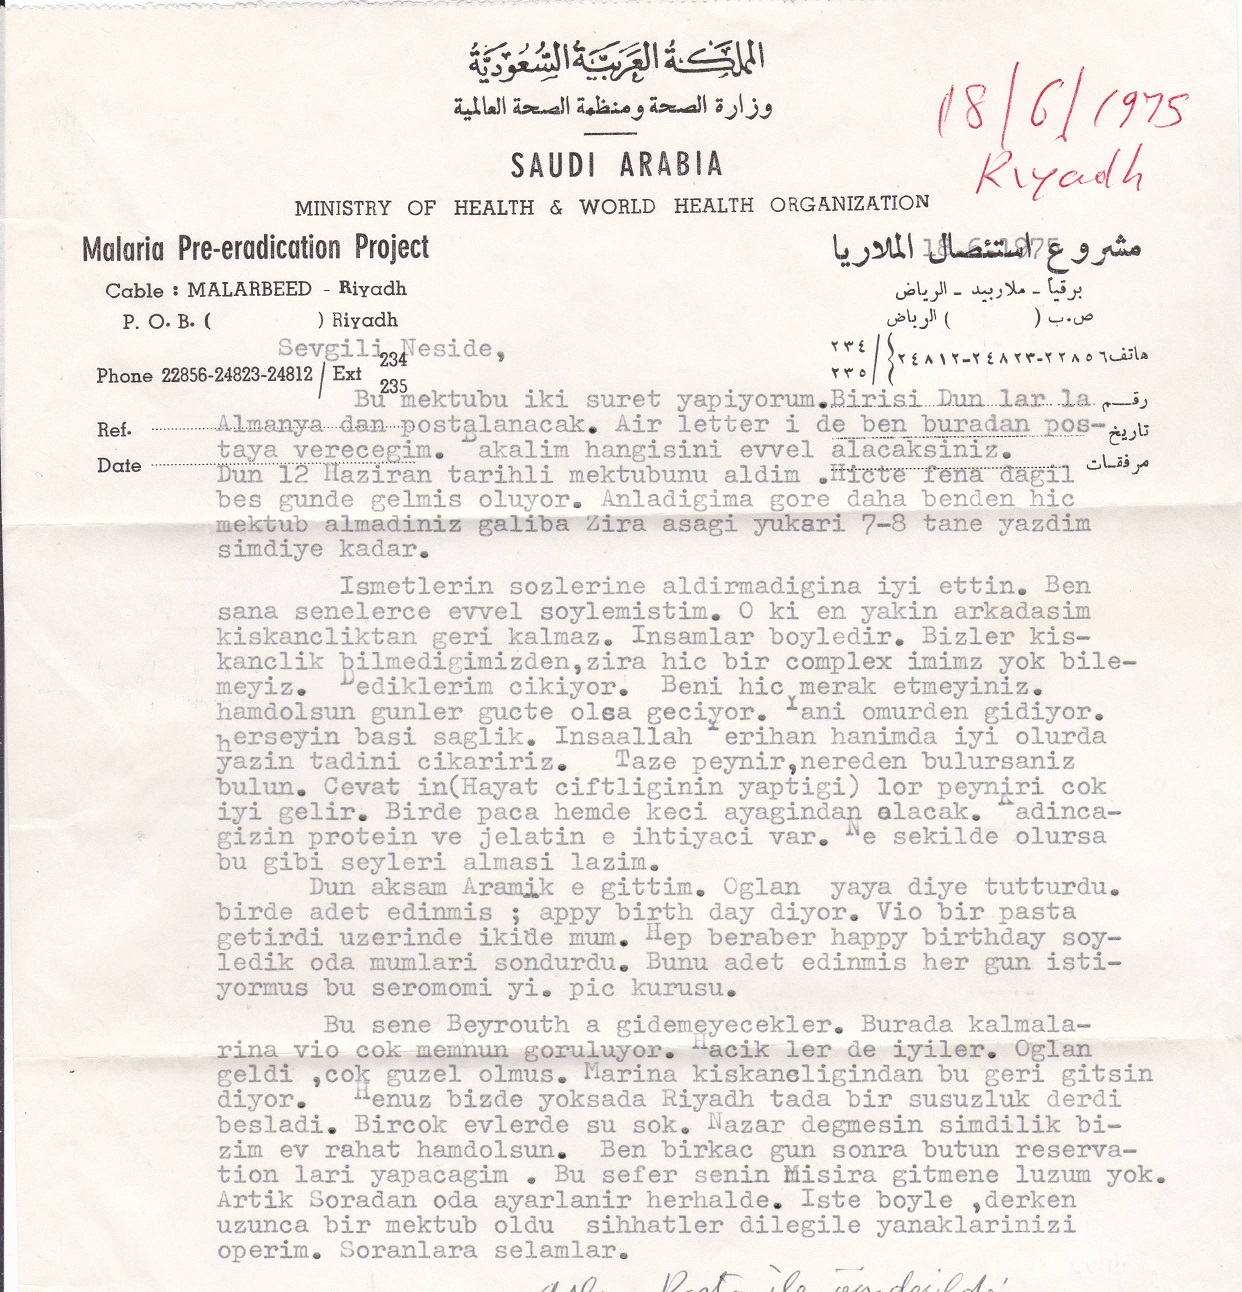 المملكة العربية السعودية
وزارة الصحة ومنظمة الصحة العالمية
18/6/1975
Riyadh
SAUDI ARABIA
MINISTRY OF HEALTH & WORLD HEALTH ORGANIZATION
Malaria Pre-eradication Project
مشروع استئصال الملاريا
18.6.1975
Cable : MALARBEED - Riyadh
برقياً - ملاربيد - الرياض
P. O. B. ( ) Riyadh
ص.ب ( ) الرياض
Sevgili Neside,
Phone 22856-24823-24812 / Ext 234 235
هاتف ٢٢٨٥٦-٢٤٨٢٣-٢٤٨١٢ / ٢٣٤ ٢٣٥
Bu mektubu iki suret yapiyorum.Birisi Dun lar la
رقم
Ref.
Almanya dan postalanacak. Air letter i de ben buradan pos-
تاريخ
taya verecegim. Bakalim hangisini evvel alacaksiniz.
Date
مرفقات
Dun 12 Haziran tarihli mektubunu aldim .Hicte fena dagil
bes gunde gelmis oluyor. Anladigima gore daha benden hic
mektub almadiniz galiba Zira asagi yukari 7-8 tane yazdim
simdiye kadar.
Ismetlerin sozlerine aldirmadigina iyi ettin. Ben
sana senelerce evvel soylemistim. O ki en yakin arkadasim
kiskancliktan geri kalmaz. Insamlar boyledir. Bizler kis-
kanclik bilmedigimizden,zira hic bir complex imimz yok bile-
meyiz. Dediklerim cikiyor. Beni hic merak etmeyiniz.
hamdolsun gunler gucte olsa geciyor. Yani omurden gidiyor.
herseyin basi saglik. Insaallah Perihan hanimda iyi olurda
yazin tadini cikaririz. Taze peynir,nereden bulursaniz
bulun. Cevat in(Hayat ciftliginin yaptigi) lor peyniri cok
iyi gelir. Birde paca hemde keci ayagindan olacak. Kadinca-
gizin protein ve jelatin e ihtiyaci var. Ne sekilde olursa
bu gibi seyleri almasi lazim.
Dun aksam Aramik e gittim. Oglan yaya diye tutturdu.
birde adet edinmis ; appy birth day diyor. Vio bir pasta
getirdi uzerinde ikide mum. Hep beraber happy birthday soy-
ledik oda mumlari sondurdu. Bunu adet edinmis her gun isti-
yormus bu seromomi yi. pic kurusu.
Bu sene Beyrouth a gidemeyecekler. Burada kalmala-
rina vio cok memnun goruluyor. Hacik ler de iyiler. Oglan
geldi ,cok guzel olmus. Marina kiskancligindan bu geri gitsin
diyor. Henuz bizde yoksada Riyadh tada bir susuzluk derdi
besladi. Bircok evlerde su sok. Nazar degmesin simdilik bi-
zim ev rahat hamdolsun. Ben birkac gun sonra butun reserva-
tion lari yapacagim . Bu sefer senin Misira gitmene luzum yok.
Artik Soradan oda ayarlanir herhalde. Iste boyle ,derken
uzunca bir mektub oldu sihhatler dilegile yanaklarinizi
operim. Soranlara selamlar.